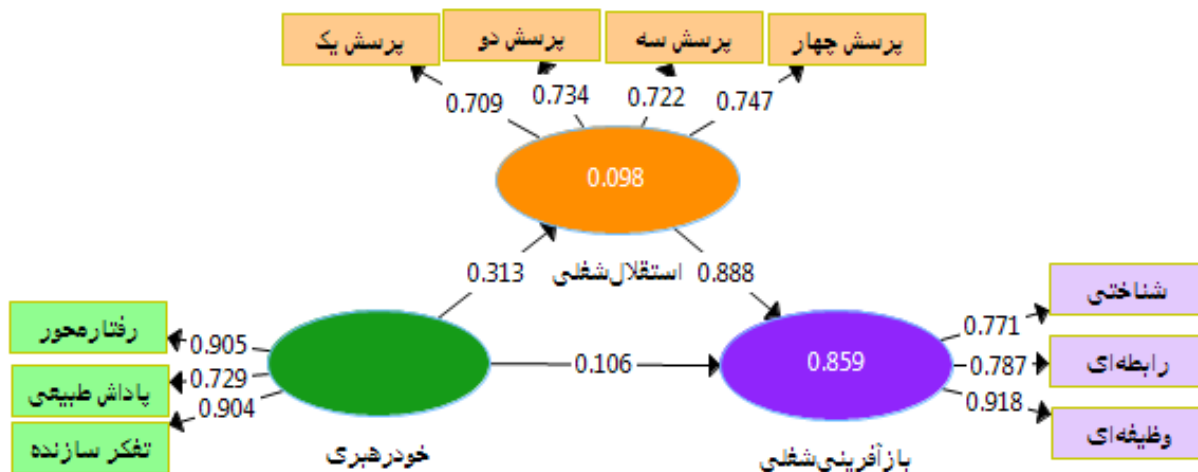 پرسش یک
پرسش دو
پرسش سه
پرسش چهار
0.709
0.734
0.722
0.747
0.098
استقلال‌شغلی
0.313
0.888
رفتارمحور
پاداش طبیعی
تفکر سازنده
0.905
0.729
0.904
خودرهبری
0.106
0.859
بازآفرینی‌شغلی
0.771
0.787
0.918
شناختی
رابطه‌ای
وظیفه‌ای